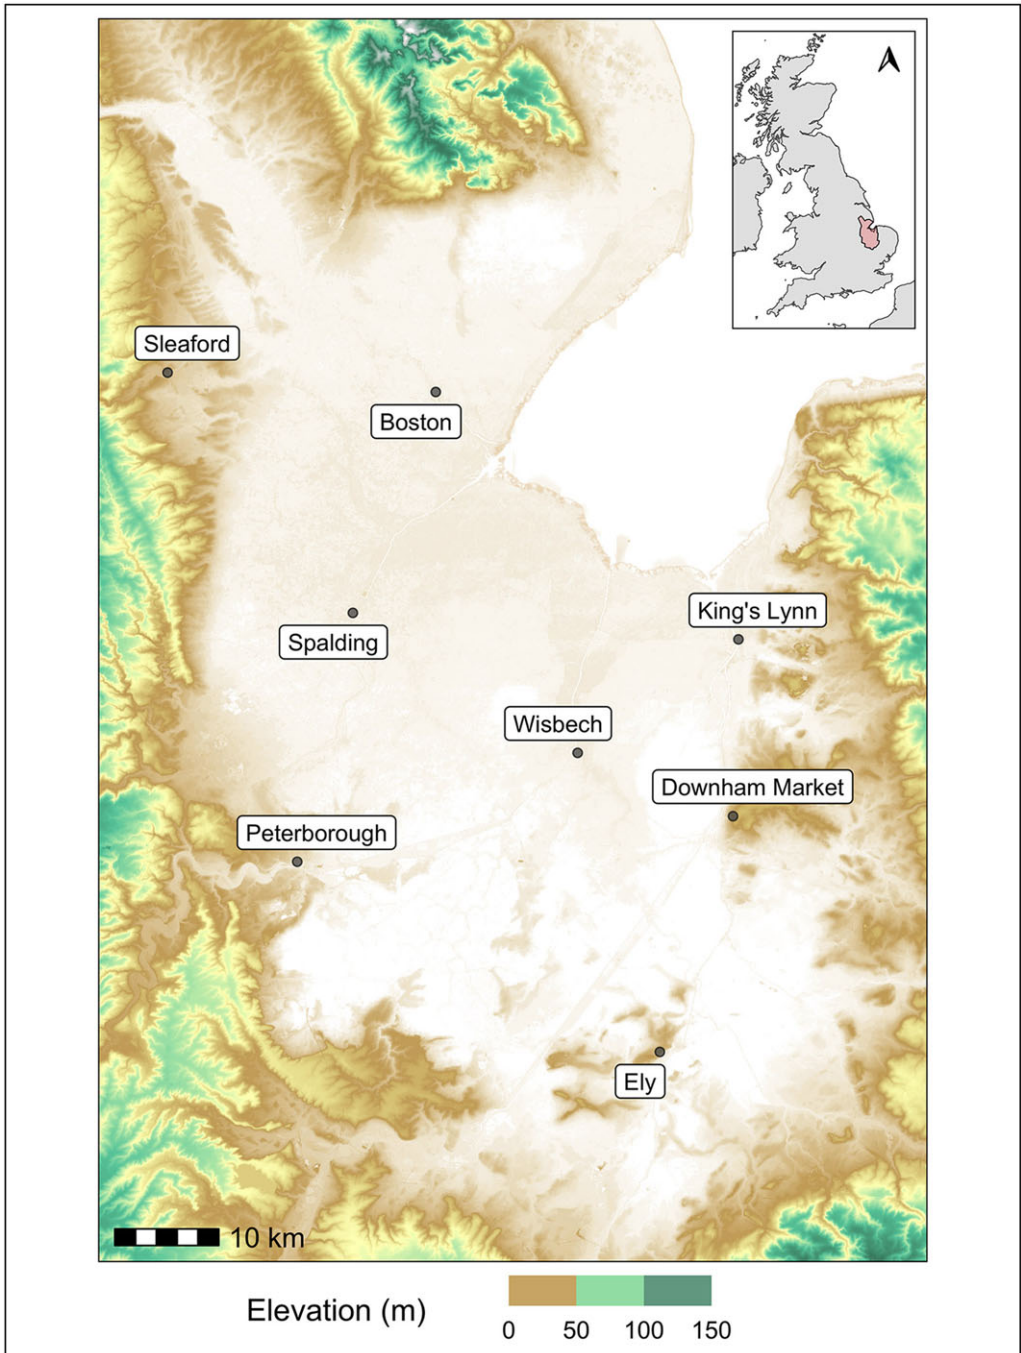 Sleaford
Boston
Spalding
King's Lynn
Wisbech
Downham Market
Peterborough
Ely
10 km
Elevation (m)
0 50 100 150